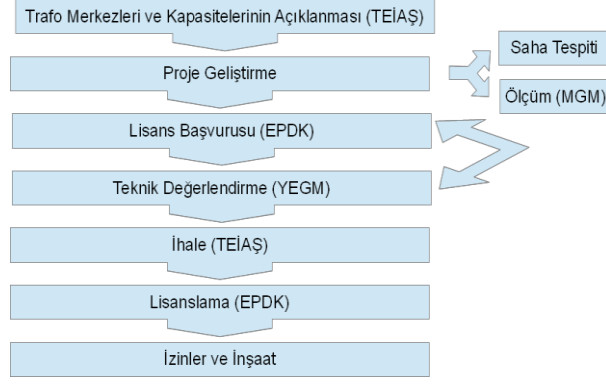 Trafo Merkezleri ve Kapasitelerinin Açıklanması (TEİAŞ)
Proje Geliştirme
Saha Tespiti
Ölçüm (MGM)
Lisans Başvurusu (EPDK)
Teknik Değerlendirme (YEGM)
İhale (TEİAŞ)
Lisanslama (EPDK)
İzinler ve İnşaat